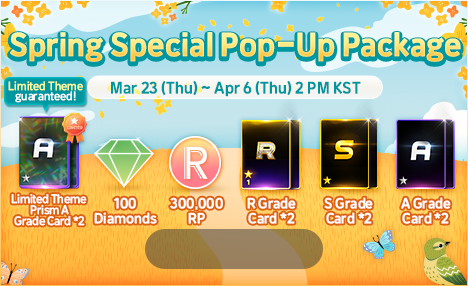 Spring Special Pop-Up Package
Mar 23 (Thu) ~ Apr 6 (Thu) 2 PM KST
Limited Theme
guaranteed!
A
R
R
1
S
A
Limited Theme
Prism A
Grade Card *2
100
Diamonds
300,000
RP
R Grade
Card *2
S Grade
Card *2
A Grade
Card *2